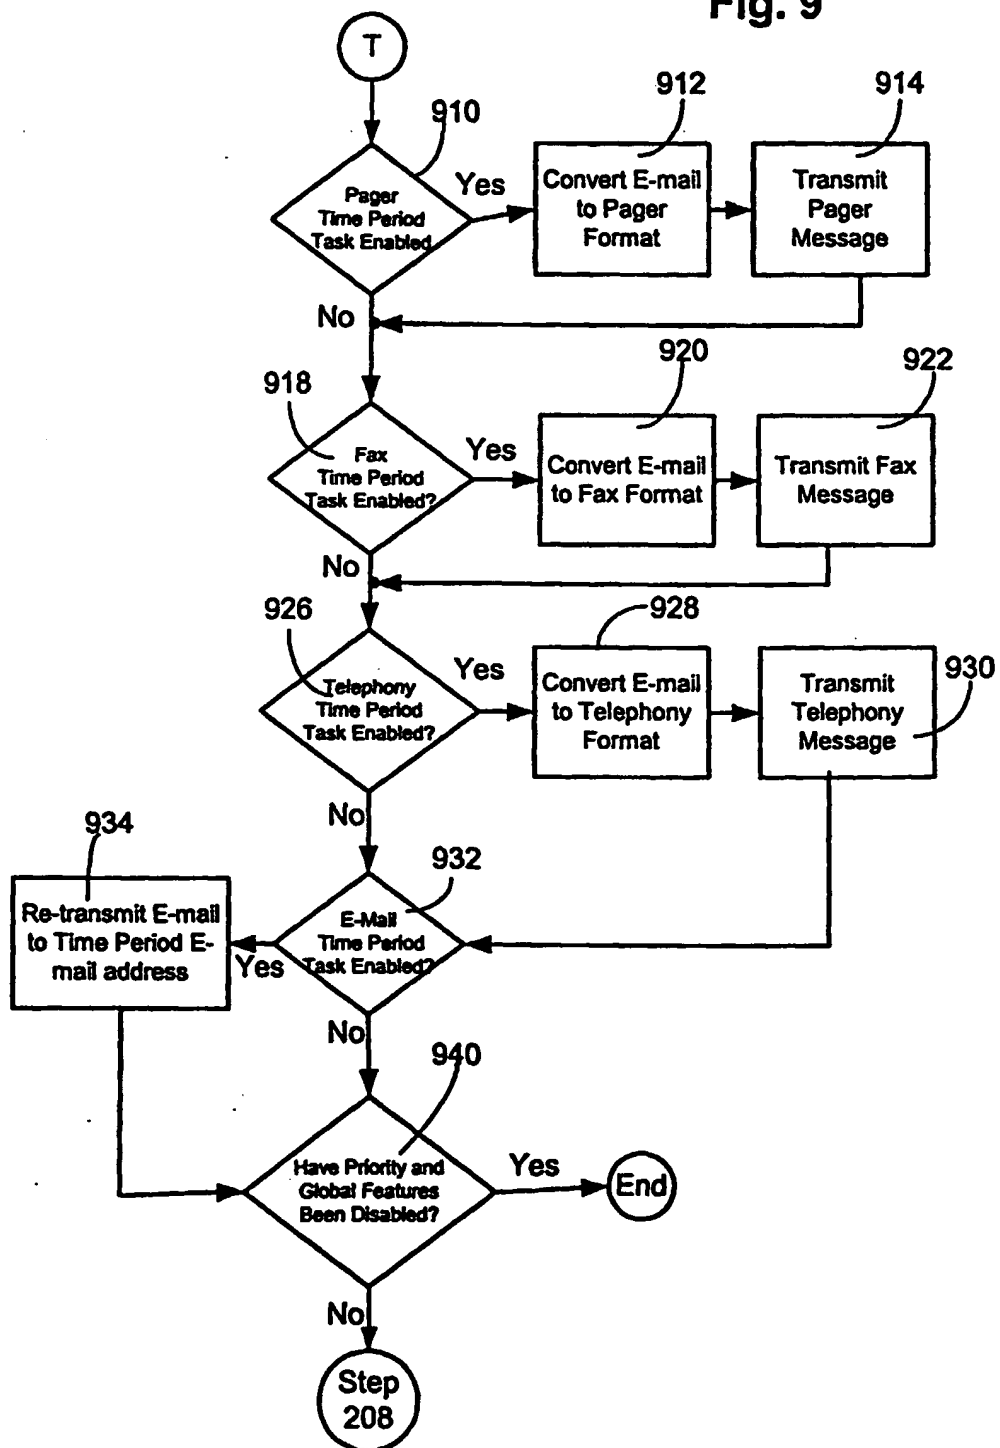 Fig. 9
T
910
912
914
Pager
Time Period
Task Enabled
Yes
Convert E-mail
to Pager
Format
Transmit
Pager
Message
No
918
920
922
Fax
Time Period
Task Enabled?
Yes
Convert E-mail
to Fax Format
Transmit Fax
Message
No
926
928
930
Telephony
Time Period
Task Enabled?
Yes
Convert E-mail
to Telephony
Format
Transmit
Telephony
Message
No
934
932
Re-transmit E-mail
to Time Period E-
mail address
Yes
E-Mail
Time Period
Task Enabled?
No
940
Have Priority and
Global Features
Been Disabled?
Yes
End
No
Step
208